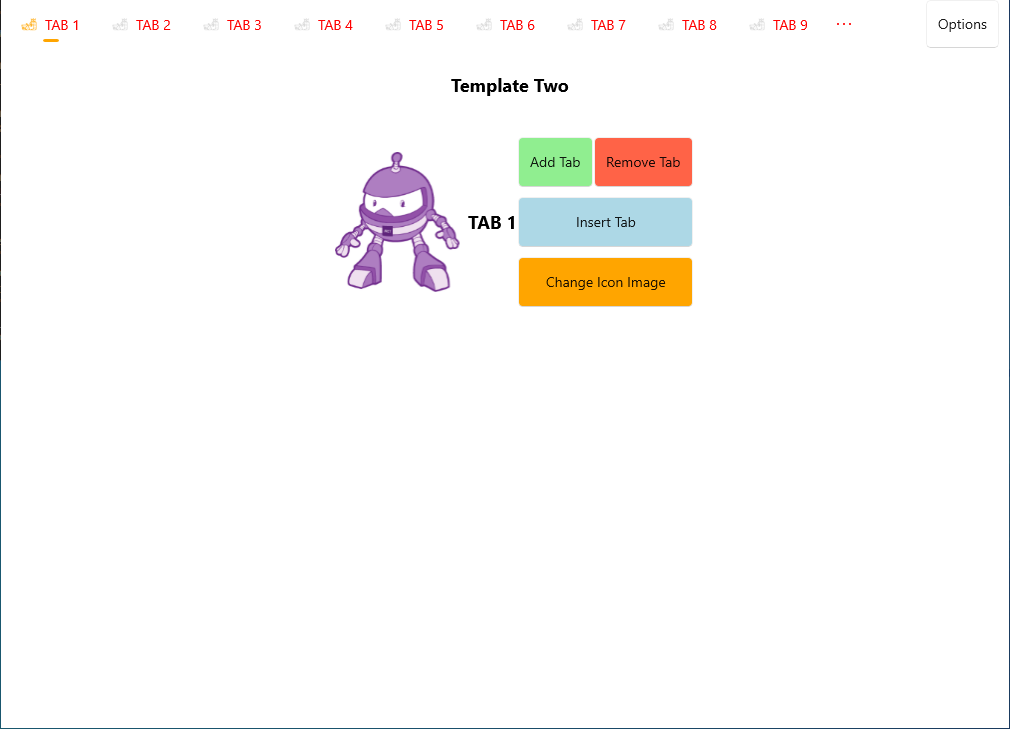 TAB 1 TAB 2 TAB 3 TAB 4 TAB 5 TAB 6 TAB 7 TAB 8 TAB 9 ... Options
Template Two
Add Tab Remove Tab
TAB 1 Insert Tab
Change Icon Image